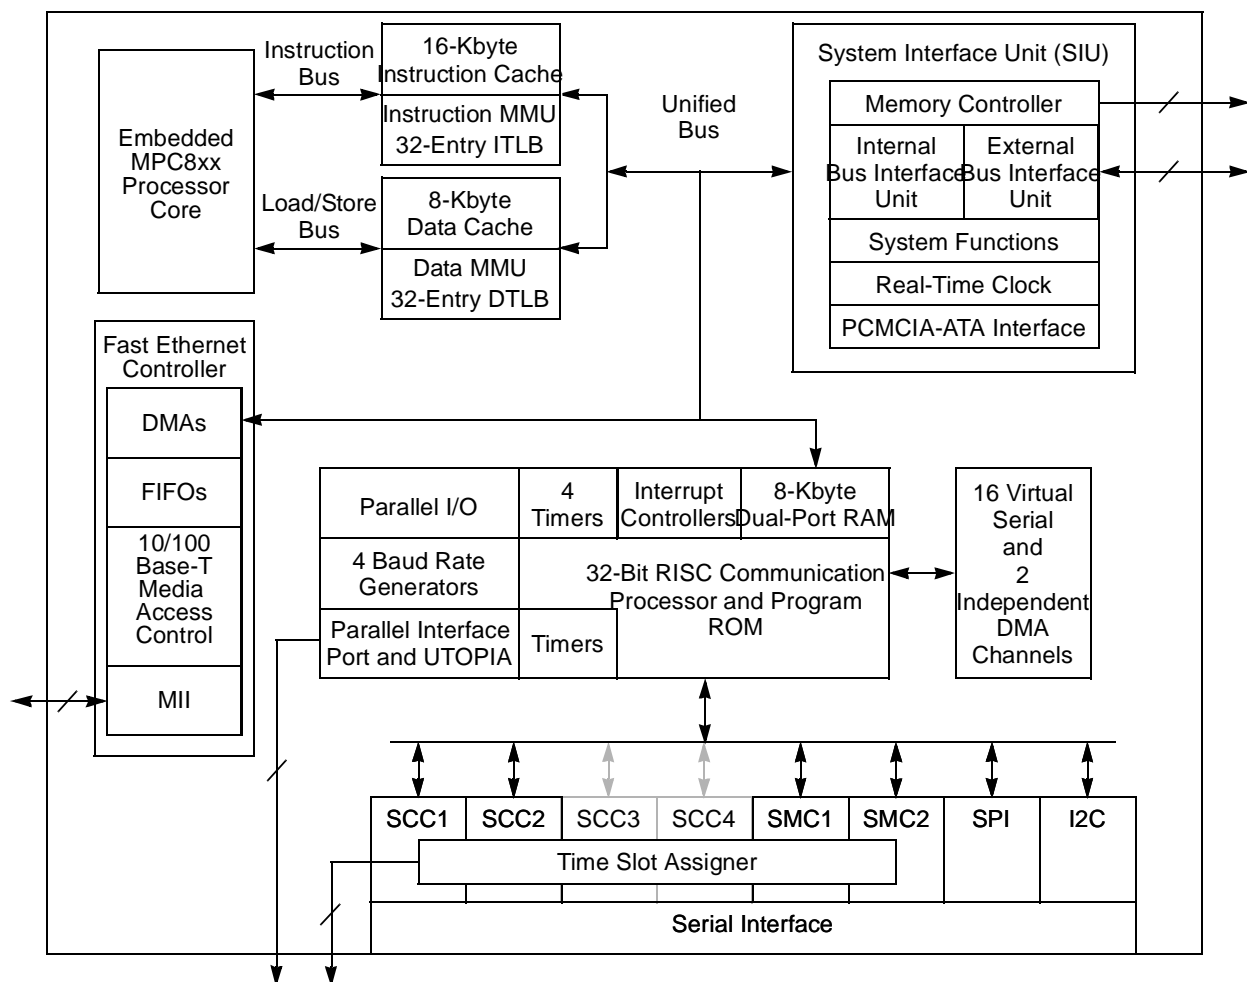 Embedded
MPC8xx
Processor
Core
Instruction
Bus
Load/Store
Bus
16-Kbyte
Instruction Cache
Instruction MMU
32-Entry ITLB
8-Kbyte
Data Cache
Data MMU
32-Entry DTLB
Unified
Bus
System Interface Unit (SIU)
Memory Controller
Internal
Bus Interface
Unit
External
Bus Interface
Unit
System Functions
Real-Time Clock
PCMCIA-ATA Interface
Fast Ethernet
Controller
DMAs
FIFOs
10/100
Base-T
Media
Access
Control
MII
Parallel I/O
4
Timers
Interrupt
Controllers
8-Kbyte
Dual-Port RAM
4 Baud Rate
Generators
32-Bit RISC Communication
Processor and Program
ROM
Parallel Interface
Port and UTOPIA
Timers
16 Virtual
Serial
and
2
Independent
DMA
Channels
SCC1
SCC2
SCC3
SCC4
SMC1
SMC2
SPI
I2C
Time Slot Assigner
Serial Interface